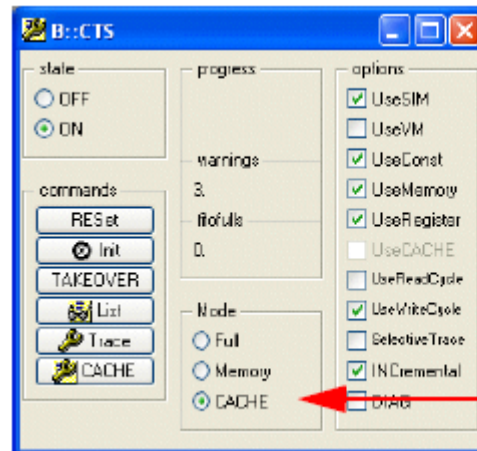 B::CTS
state
OFF
ON
commands
RESet
Init
TAKEOVER
List
Trace
CACHE
progress
warnings
3.
fifofulls
0.
Mode
Full
Memory
CACHE
options
UseSIM
UseVM
UseConst
UseMemory
UseRegister
UseCACHE
UseReadCycle
UseWriteCycle
SelectiveTrace
INCremental
DIAG